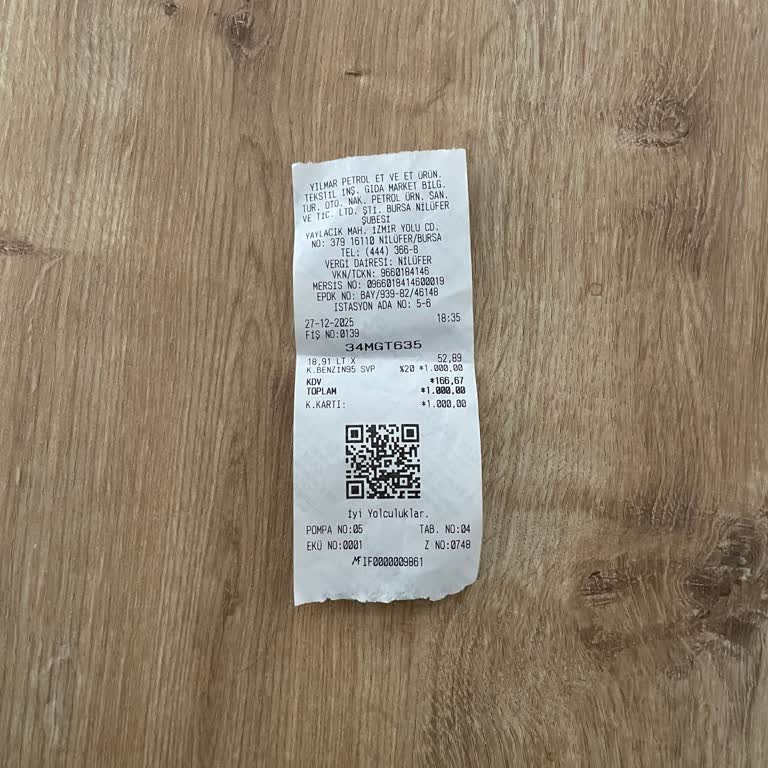 YILMAR PETROL ET VE ET ÜRÜN.
TEKSTİL İNŞ. GIDA MARKET BİLG.
TUR. OTO. NAK. PETROL ÜRN. SAN.
VE TİC. LTD. ŞTİ. BURSA NİLÜFER
ŞUBESİ
YAYLACIK MAH. İZMİR YOLU CD.
NO: 379 16110 NİLÜFER/BURSA
TEL: (444) 366-8
VERGİ DAİRESİ: NİLÜFER
VKN/TCKN: 9660184146
MERSİS NO: 0966018414600019
EPDK NO: BAY/939-82/46148
İSTASYON ADA NO: 5-6
27-12-2025 18:35
FİŞ NO:0139
34MGT635
18,91 LT X 52,89
K.BENZİN95 SVP %20 *1.000,00
KDV *166,67
TOPLAM *1.000,00
K.KARTI: *1.000,00
İyi Yolculuklar.
POMPA NO:05 TAB. NO:04
EKÜ NO:0001 Z NO:0748
MF IF0000009861